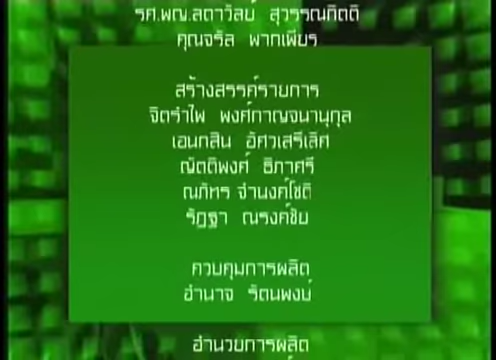 รศ.พญ.ลดาวัลย์ สุวรรณกิตติ
คุณจรัล พากเพียร
สร้างสรรค์รายการ
จิตรำไพ พงศ์กาญจนานุกูล
เอนกสิน อัศวเสรีเลิศ
ณัตติพงศ์ ธิภาศรี
ณภัทร จำนงค์โชติ
รัฎฐา ณรงค์ชัย
ควบคุมการผลิต
อำนาจ รัตนพงษ์
อำนวยการผลิต